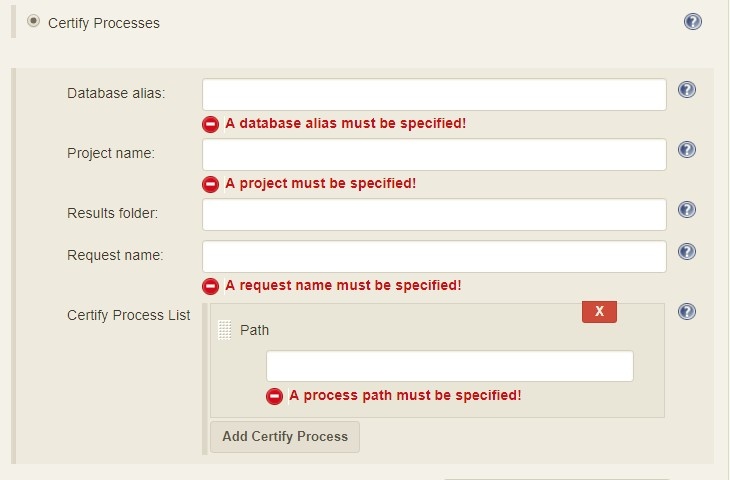 Certify Processes
?
Database alias:
?
A database alias must be specified!
Project name:
?
A project must be specified!
Results folder:
?
Request name:
?
A request name must be specified!
Certify Process List
X
?
Path
A process path must be specified!
Add Certify Process